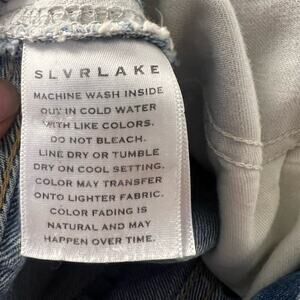 SLVRLAKE
MACHINE WASH INSIDE
OUT IN COLD WATER
WITH LIKE COLORS.
DO NOT BLEACH.
LINE DRY OR TUMBLE
DRY ON COOL SETTING.
COLOR MAY TRANSFER
ONTO LIGHTER FABRIC.
COLOR FADING IS
NATURAL AND MAY
HAPPEN OVER TIME.